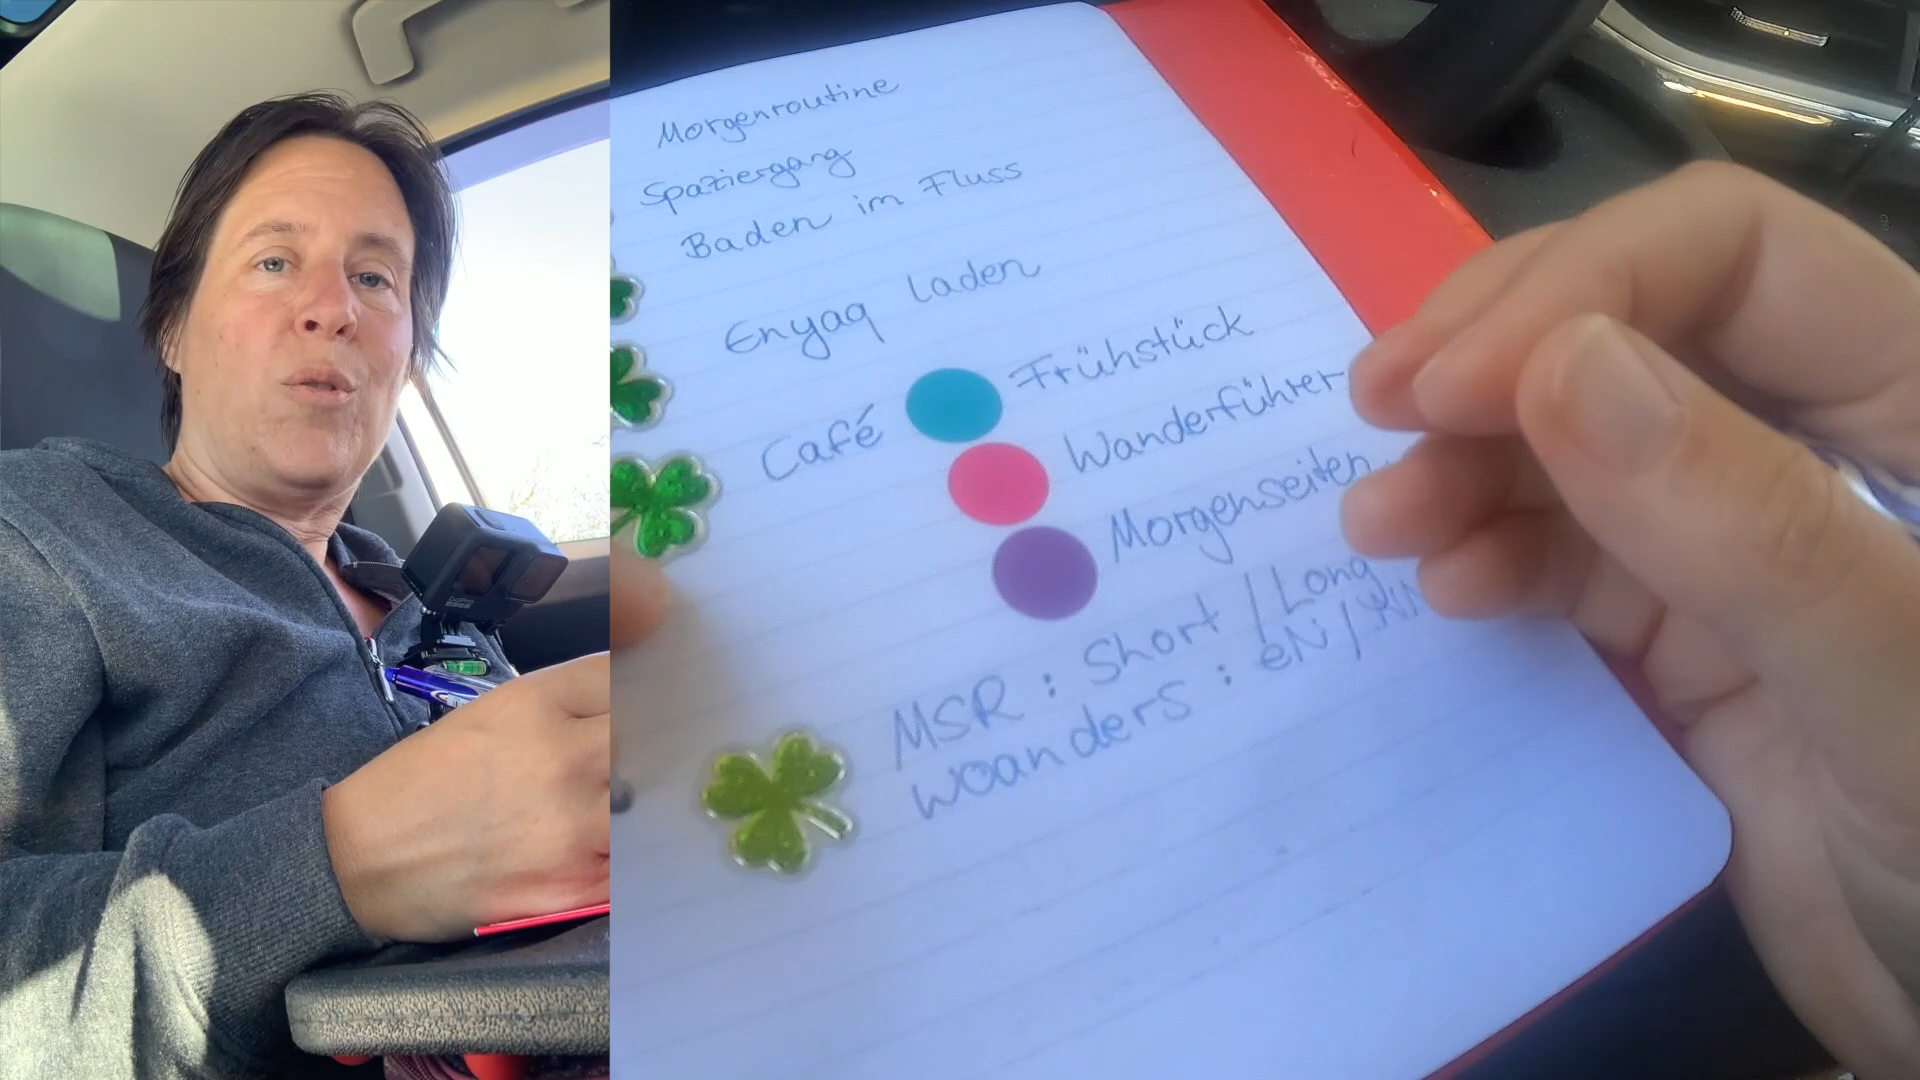 Morgenroutine
Spaziergang
Baden im Fluss
Enyaq laden
Café Frühstück
Wanderführer
Morgenseiten
MSR : Short / Long
woanders : eN /